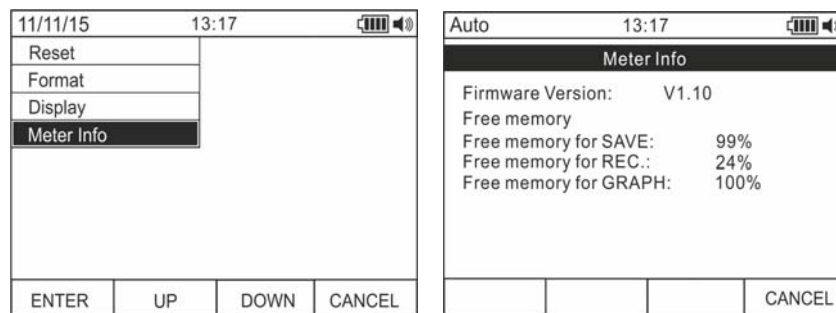 11/11/15 13:17
Reset
Format
Display
Meter Info
ENTER UP DOWN CANCEL
Auto 13:17
Meter Info
Firmware Version: V1.10
Free memory
Free memory for SAVE: 99%
Free memory for REC.: 24%
Free memory for GRAPH: 100%
CANCEL